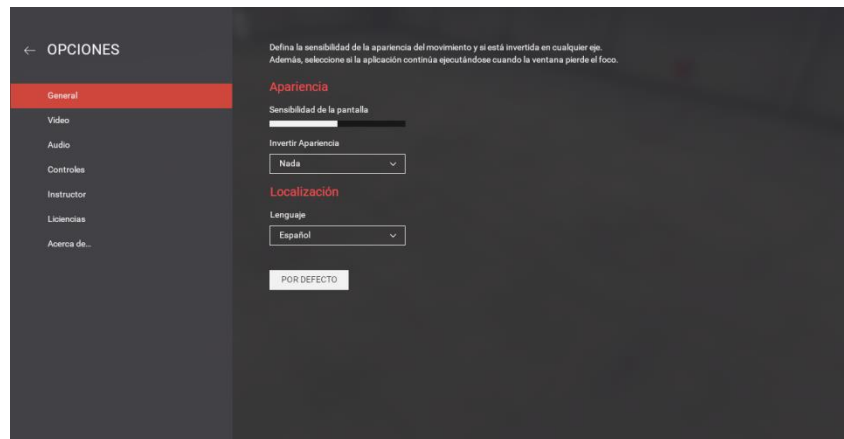 ← OPCIONES
General
Video
Audio
Controles
Instructor
Liciencias
Acerca de...
Defina la sensibilidad de la apariencia del movimiento y si está invertida en cualquier eje.
Además, seleccione si la aplicación continúa ejecutándose cuando la ventana pierde el foco.
Apariencia
Sensibilidad de la pantalla
Invertir Apariencia
Nada
Localización
Lenguaje
Español
POR DEFECTO